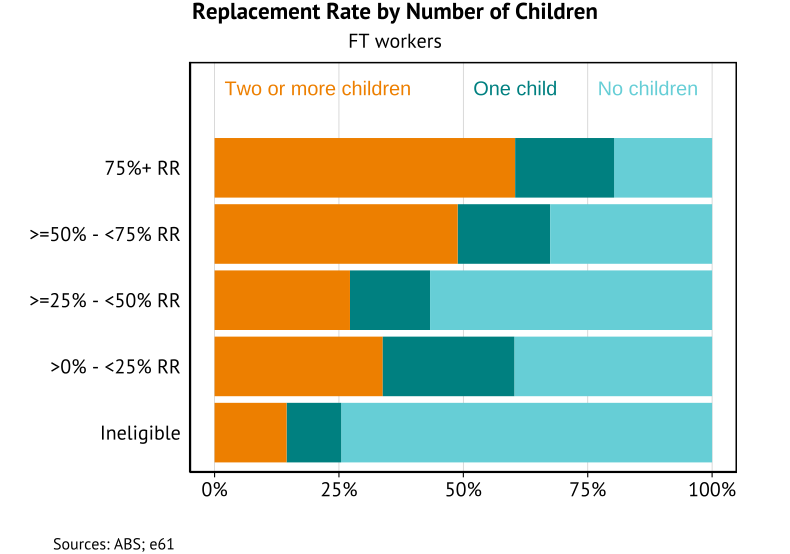 Replacement Rate by Number of Children
FT workers
Two or more children One child No children
75%+ RR
>=50% - <75% RR
>=25% - <50% RR
>0% - <25% RR
Ineligible
0% 25% 50% 75% 100%
Sources: ABS; e61